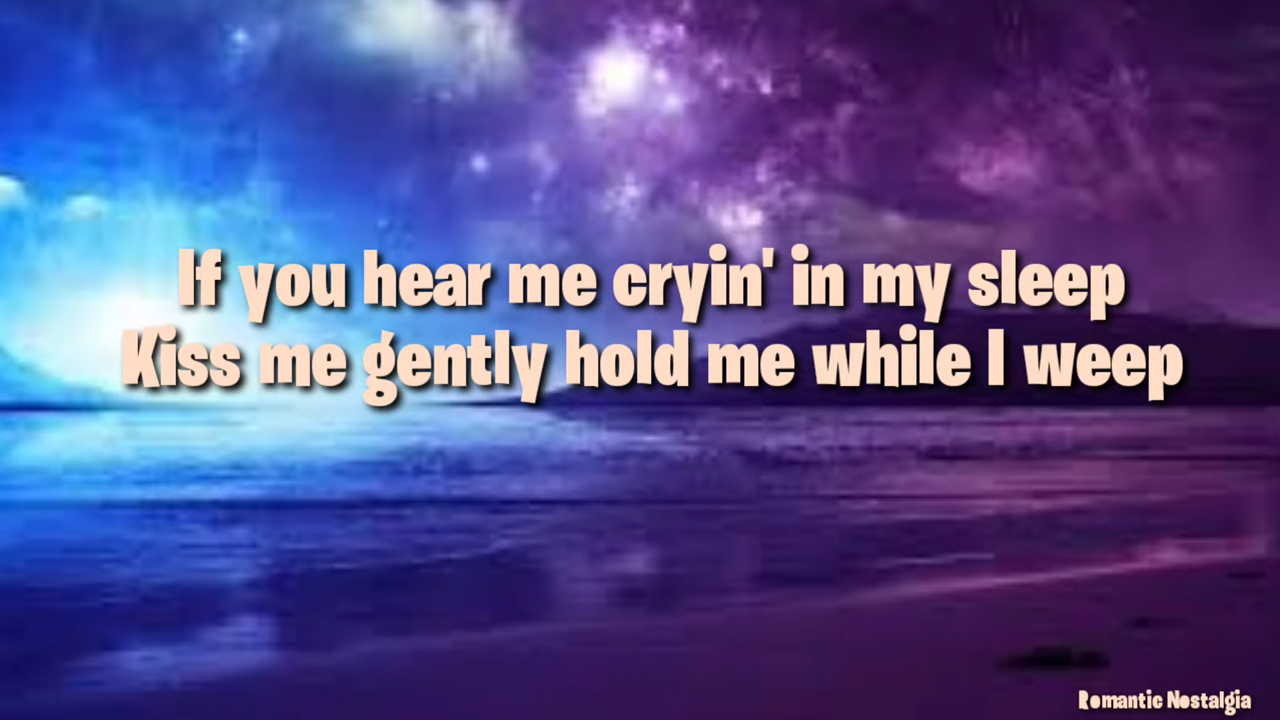 If you hear me cryin' in my sleep
Kiss me gently hold me while I weep
Romantic Nostalgia